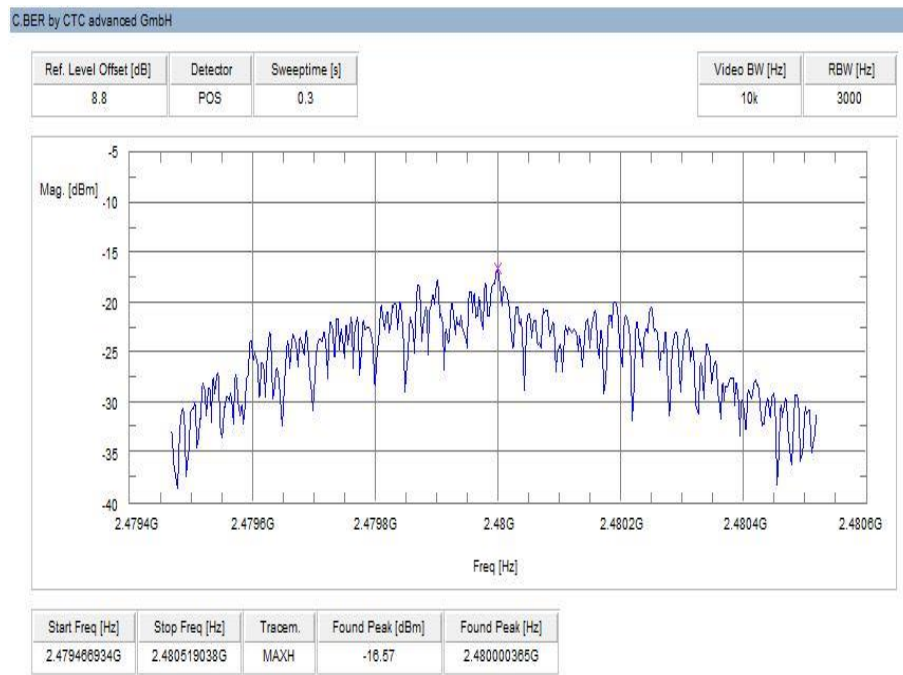 C.BER by CTC advanced GmbH
Ref. Level Offset [dB] Detector Sweeptime [s] Video BW [Hz] RBW [Hz]
8.8 POS 0.3 10k 3000
-5
Mag. [dBm]
-10
-15
-20
-25
-30
-35
-40
2.4794G 2.4796G 2.4798G 2.48G 2.4802G 2.4804G 2.4806G
Freq [Hz]
Start Freq [Hz] Stop Freq [Hz] Tracem. Found Peak [dBm] Found Peak [Hz]
2.479466934G 2.480519038G MAXH -16.57 2.480000365G